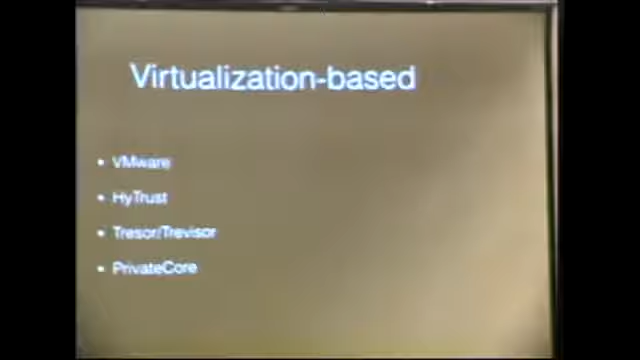 Virtualization-based
• VMware
• HyTrust
• Tresor/Trevisor
• PrivateCore